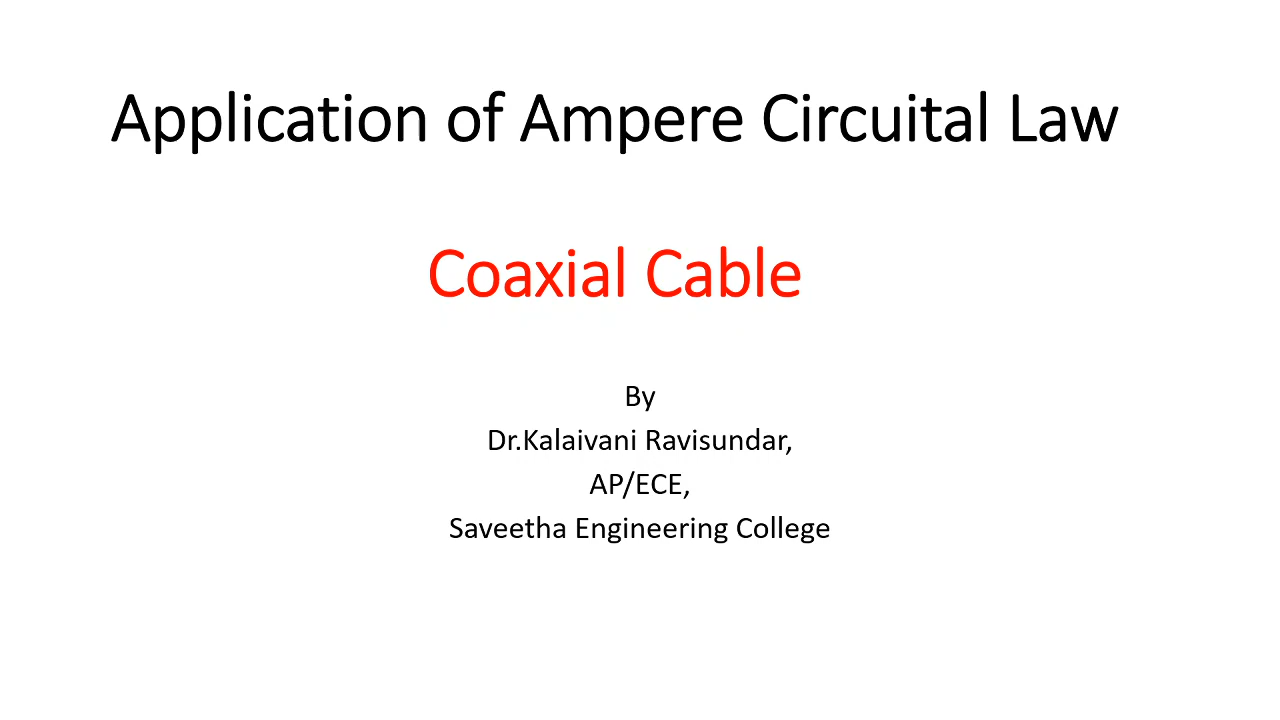 Application of Ampere Circuital Law
Coaxial Cable
By
Dr.Kalaivani Ravisundar,
AP/ECE,
Saveetha Engineering College